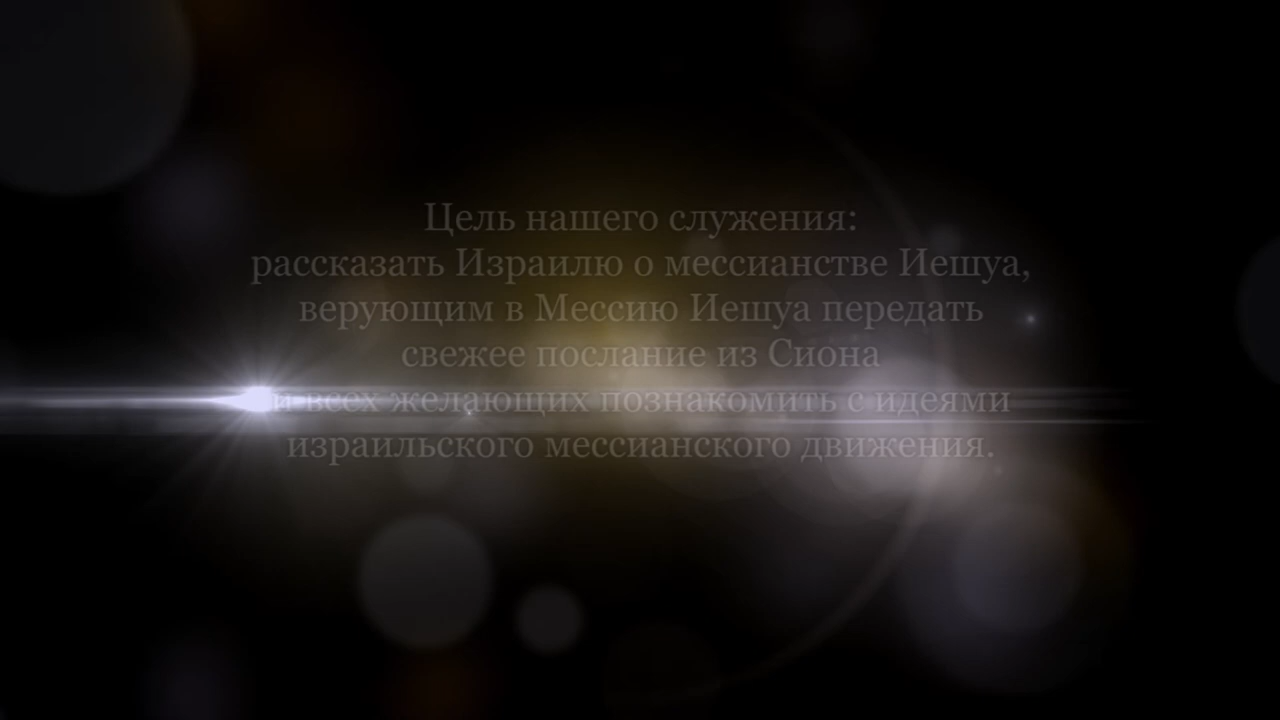 Цель нашего служения:
рассказать Израилю о мессианстве Иешуа,
верующим в Мессию Иешуа передать
свежее послание из Сиона
и всех желающих познакомить с идеями
израильского мессианского движения.